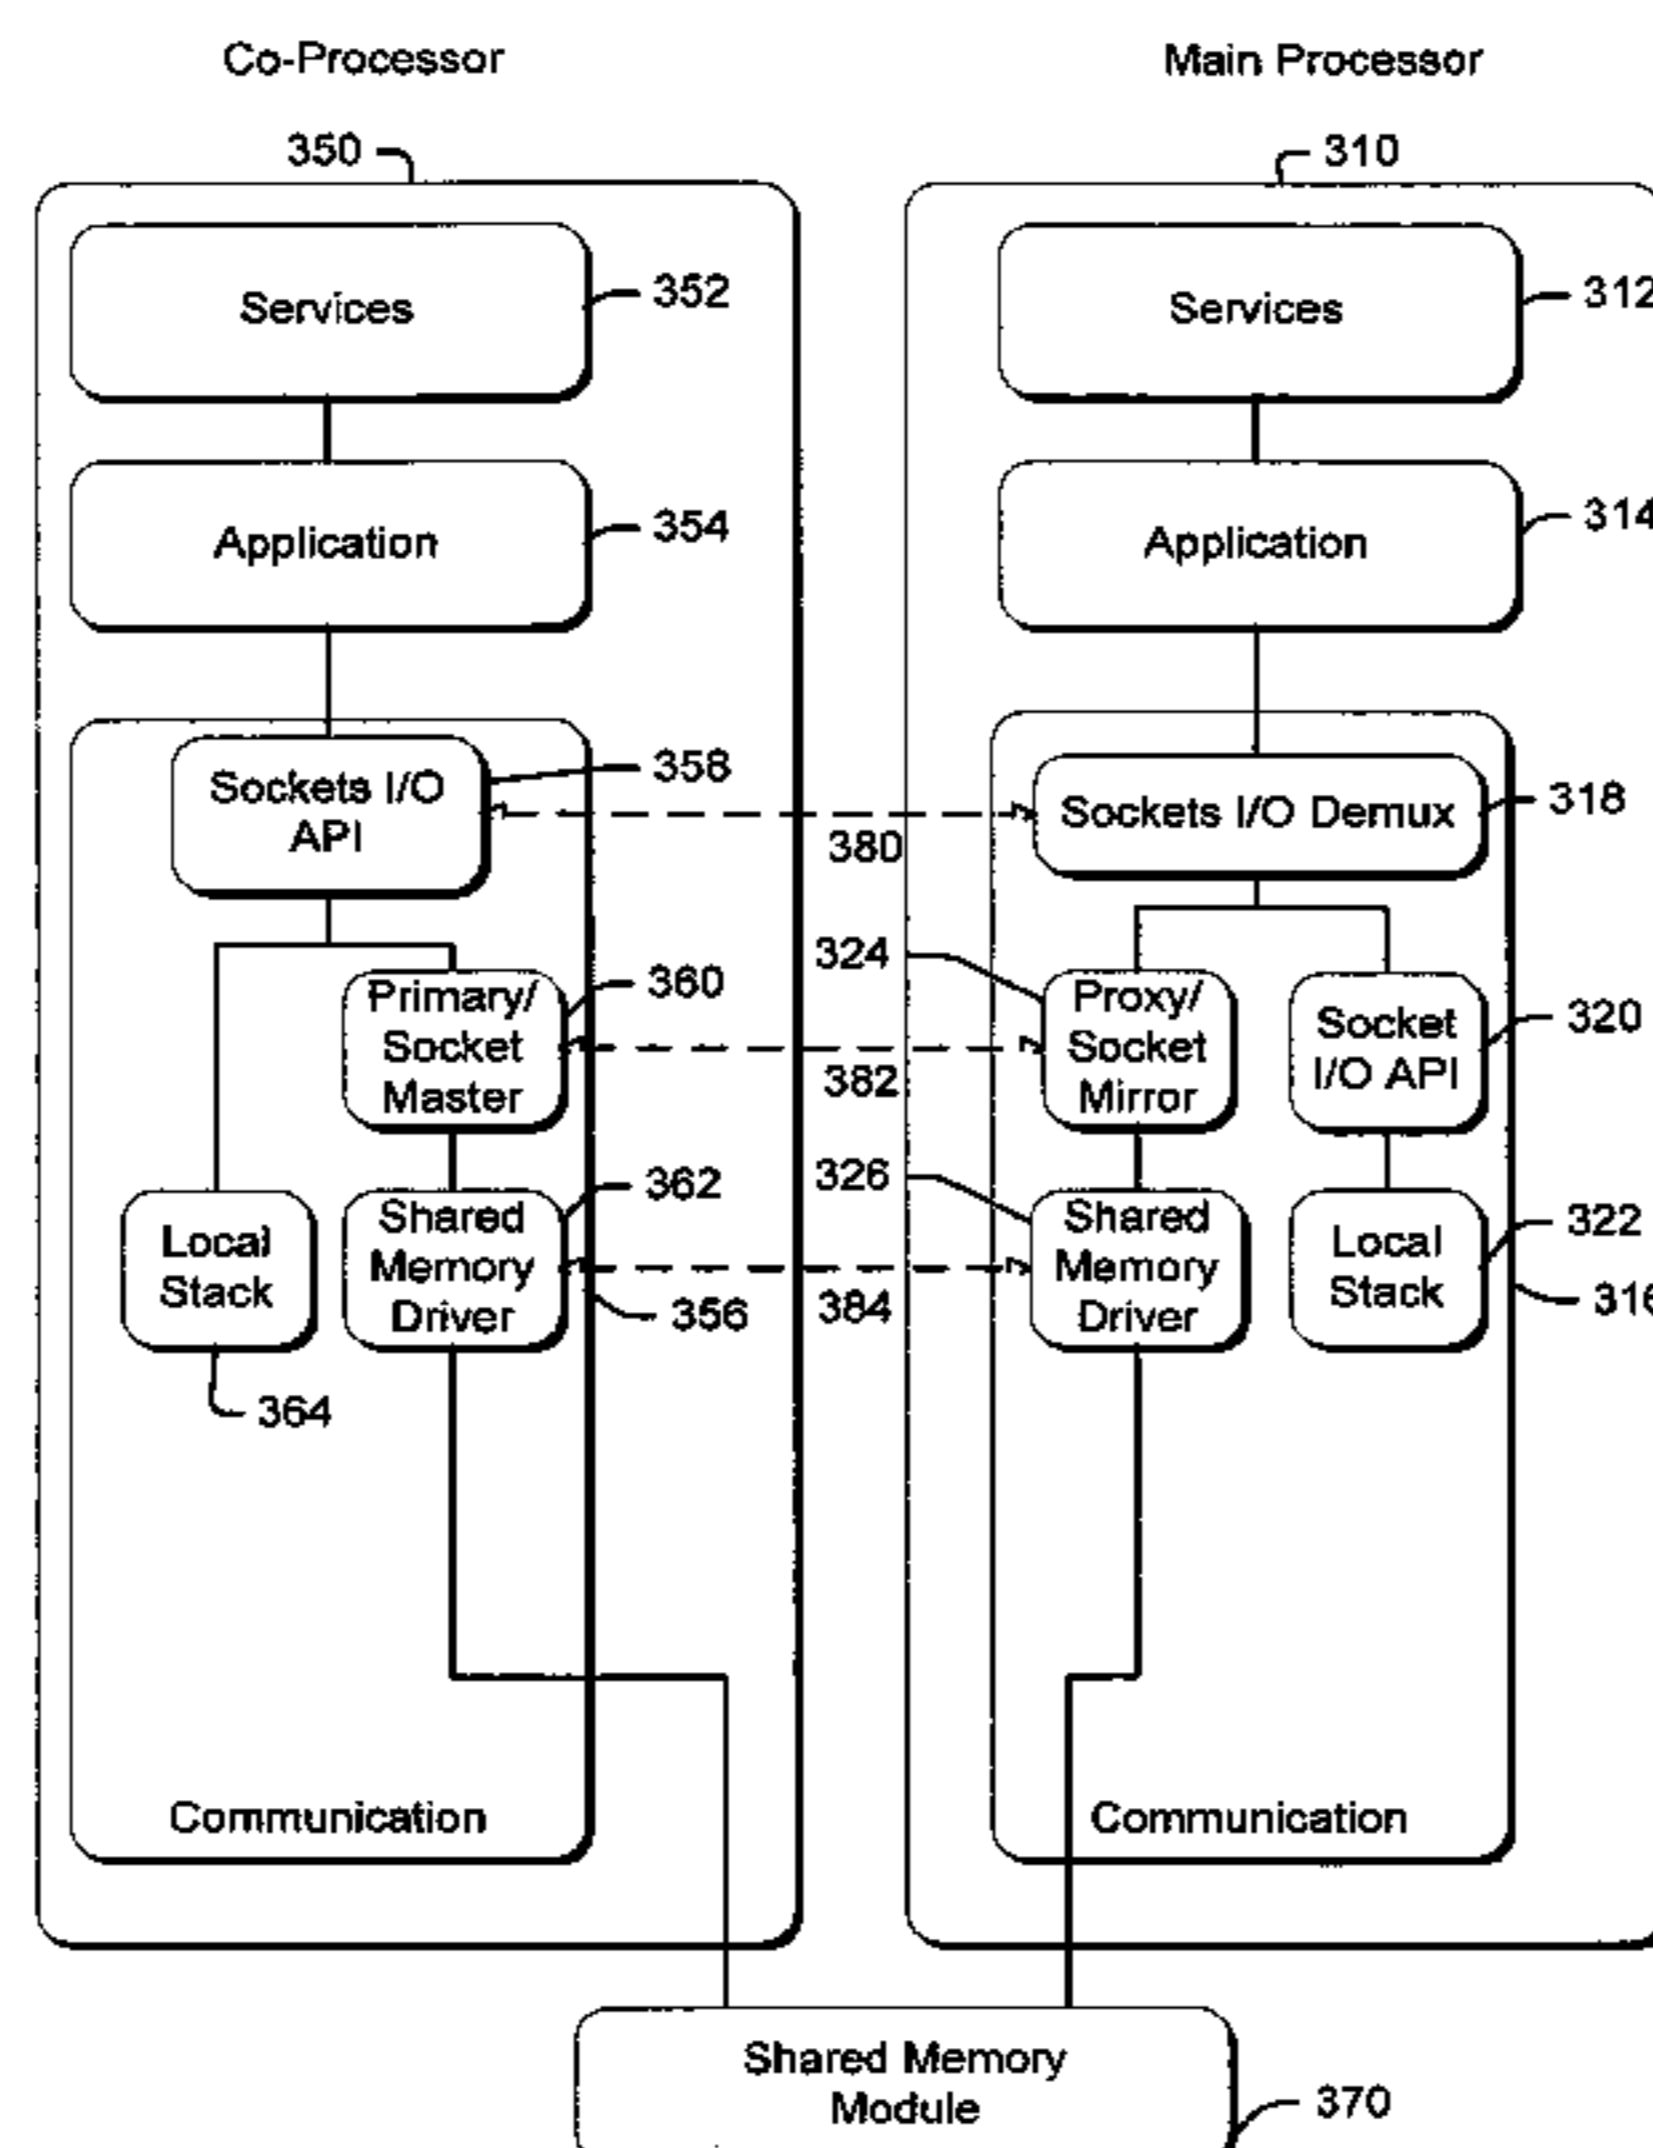 Co-Processor
Main Processor
350
310
Services
352
Services
312
Application
354
Application
314
Sockets I/O
API
358
Sockets I/O Demux
318
380
Primary/
Socket
Master
360
324
Proxy/
Socket
Mirror
Socket
I/O API
320
382
Local
Stack
Shared
Memory
Driver
362
326
Shared
Memory
Driver
Local
Stack
322
356
384
364
Communication
Communication
Shared Memory
Module
370